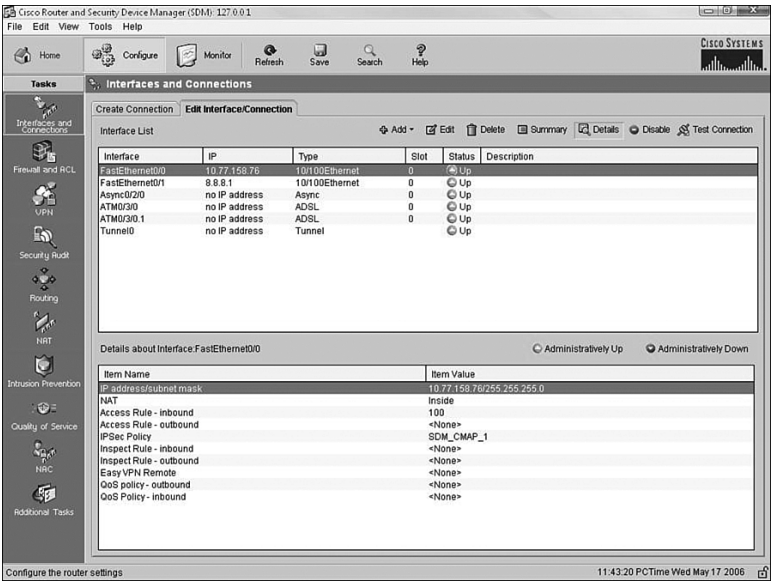 Cisco Router and Security Device Manager (SDM): 127.0.0.1
File Edit View Tools Help
Home Configure Monitor Refresh Save Search Help
CISCO SYSTEMS
Tasks
Interfaces and Connections
Interfaces and
Connections
Firewall and ACL
VPN
Security Audit
Routing
NAT
Intrusion Prevention
Quality of Service
NAC
Additional Tasks
Create Connection Edit Interface/Connection
Interface List Add Edit Delete Summary Details Disable Test Connection
Interface IP Type Slot Status Description
FastEthernet0/0 10.77.158.76 10/100Ethernet 0 Up
FastEthernet0/1 8.8.8.1 10/100Ethernet 0 Up
Async0/2/0 no IP address Async 0 Up
ATM0/3/0 no IP address ADSL 0 Up
ATM0/3/0.1 no IP address ADSL 0 Up
Tunnel0 no IP address Tunnel Up
Details about Interface:FastEthernet0/0 Administratively Up Administratively Down
Item Name Item Value
IP address/subnet mask 10.77.158.76/255.255.255.0
NAT Inside
Access Rule - inbound 100
Access Rule - outbound <None>
IPSec Policy SDM_CMAP_1
Inspect Rule - inbound <None>
Inspect Rule - outbound <None>
Easy VPN Remote <None>
QoS policy - outbound <None>
QoS Policy - inbound <None>
Configure the router settings 11:43:20 PCTime Wed May 17 2006